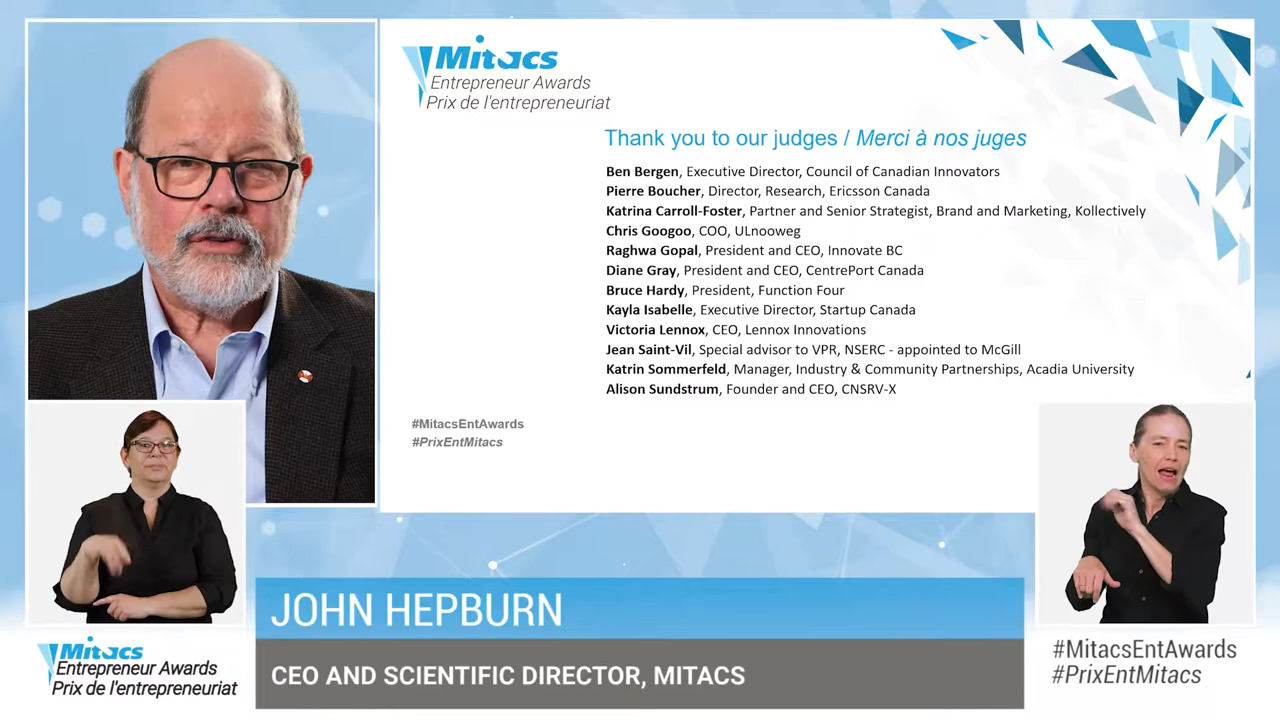 Mitacs
Entrepreneur Awards
Prix de l'entrepreneuriat
Thank you to our judges / Merci à nos juges
Ben Bergen, Executive Director, Council of Canadian Innovators
Pierre Boucher, Director, Research, Ericsson Canada
Katrina Carroll-Foster, Partner and Senior Strategist, Brand and Marketing, Kollectively
Chris Googoo, COO, ULnooweg
Raghwa Gopal, President and CEO, Innovate BC
Diane Gray, President and CEO, CentrePort Canada
Bruce Hardy, President, Function Four
Kayla Isabelle, Executive Director, Startup Canada
Victoria Lennox, CEO, Lennox Innovations
Jean Saint-Vil, Special advisor to VPR, NSERC - appointed to McGill
Katrin Sommerfeld, Manager, Industry & Community Partnerships, Acadia University
Alison Sundstrum, Founder and CEO, CNSRV-X
#MitacsEntAwards
#PrixEntMitacs
JOHN HEPBURN
CEO AND SCIENTIFIC DIRECTOR, MITACS
Mitacs
Entrepreneur Awards
Prix de l'entrepreneuriat
#MitacsEntAwards
#PrixEntMitacs